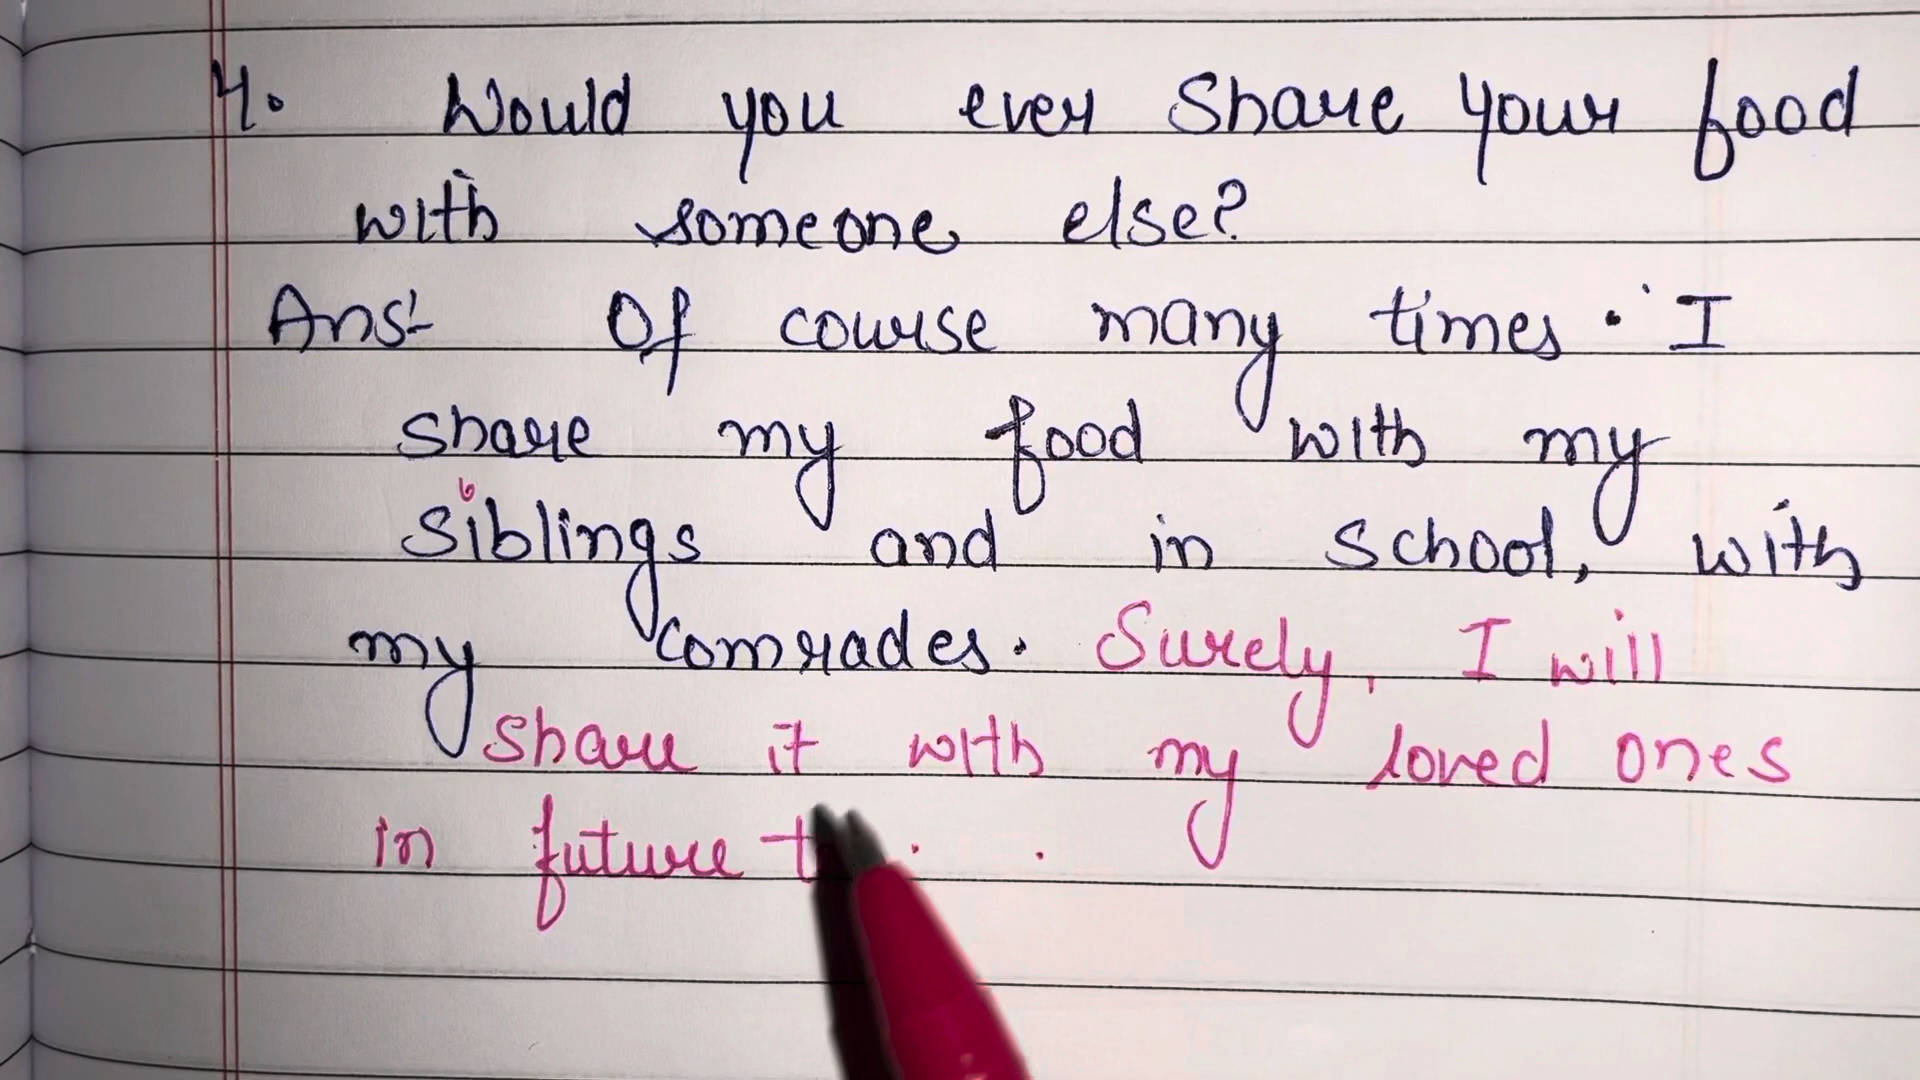 4. Would you ever Share your food
with someone else?
Ans:- Of course many times. I
share my food with my
siblings and in school, with
my comrades. Surely, I will
share it with my loved ones
in future